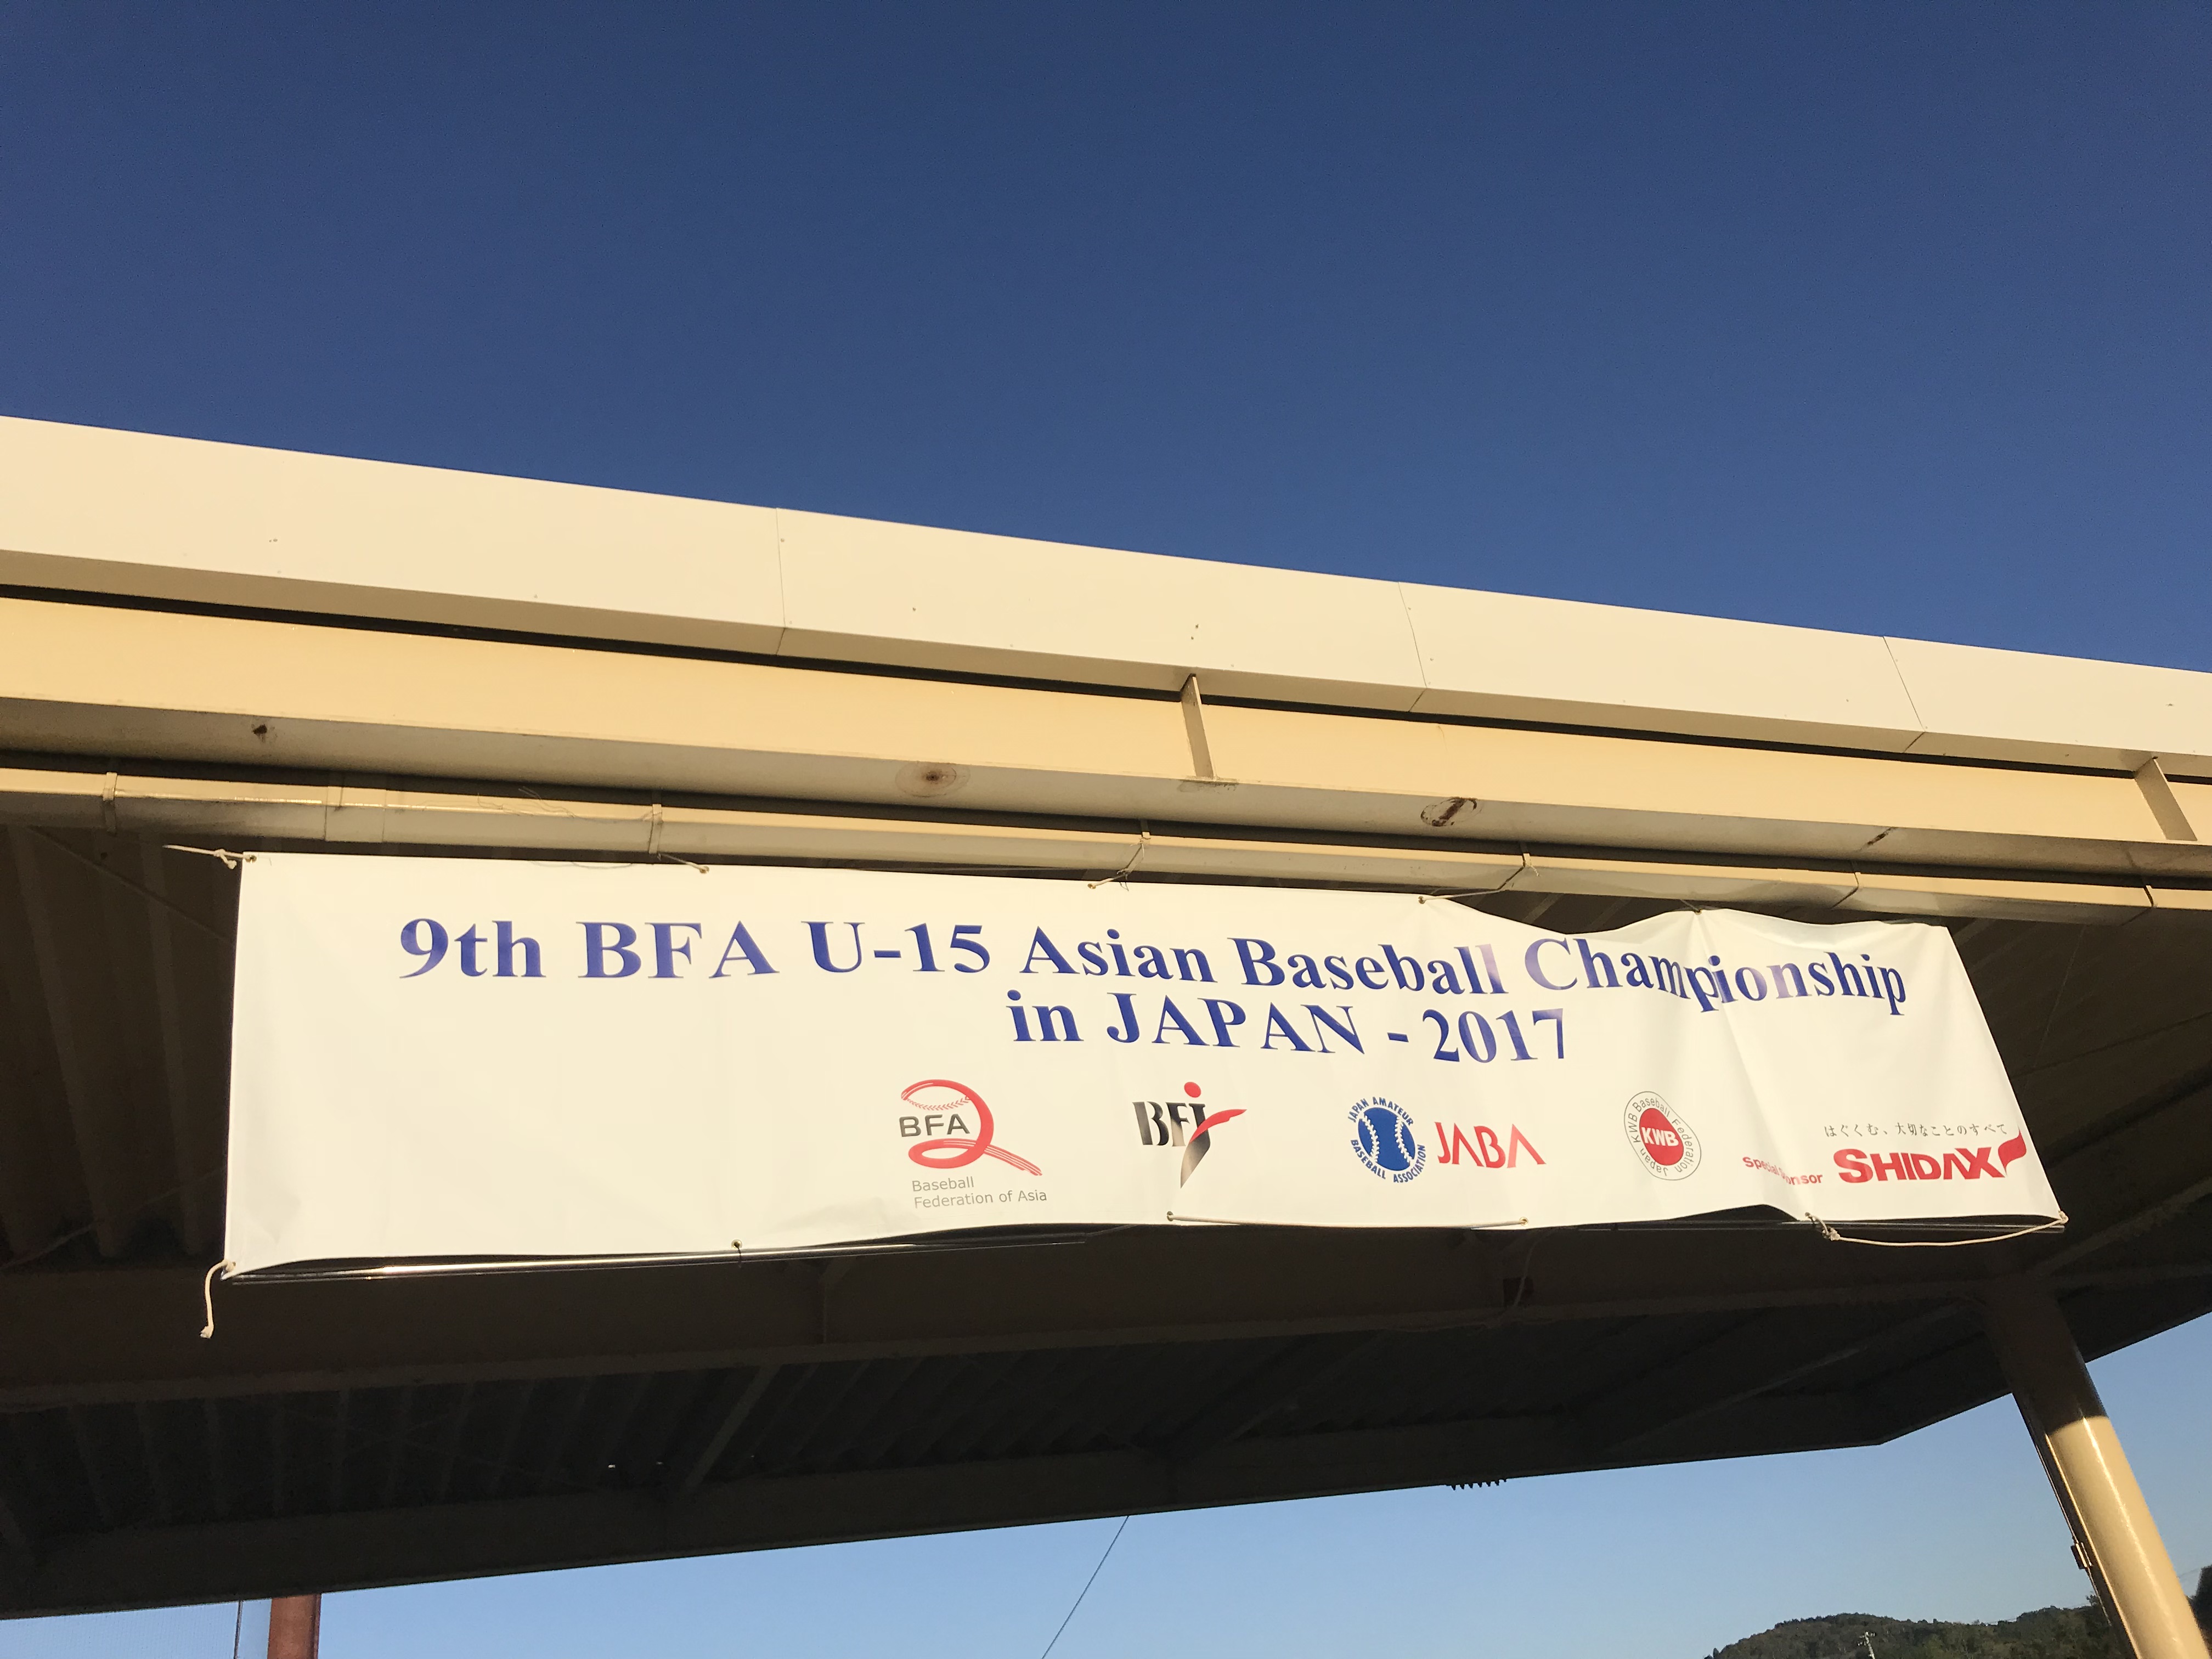 9th BFA U-15 Asian Baseball Championship
in JAPAN - 2017
BFA
Baseball
Federation of Asia
BFJ
JAPAN AMATEUR
BASEBALL ASSOCIATION
JABA
KWB Baseball Federation Japan
KWB
はぐくむ、大切なことのすべて
Special Sponsor
SHIDAX